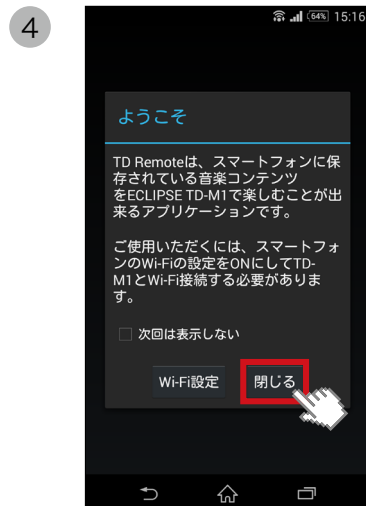 4
64% 15:16
ようこそ
TD Remoteは、スマートフォンに保
存されている音楽コンテンツ
をECLIPSE TD-M1で楽しむことが出
来るアプリケーションです。
ご使用いただくには、スマートフォ
ンのWi-Fiの設定をONにしてTD-
M1とWi-Fi接続する必要がありま
す。
次回は表示しない
Wi-Fi設定 閉じる